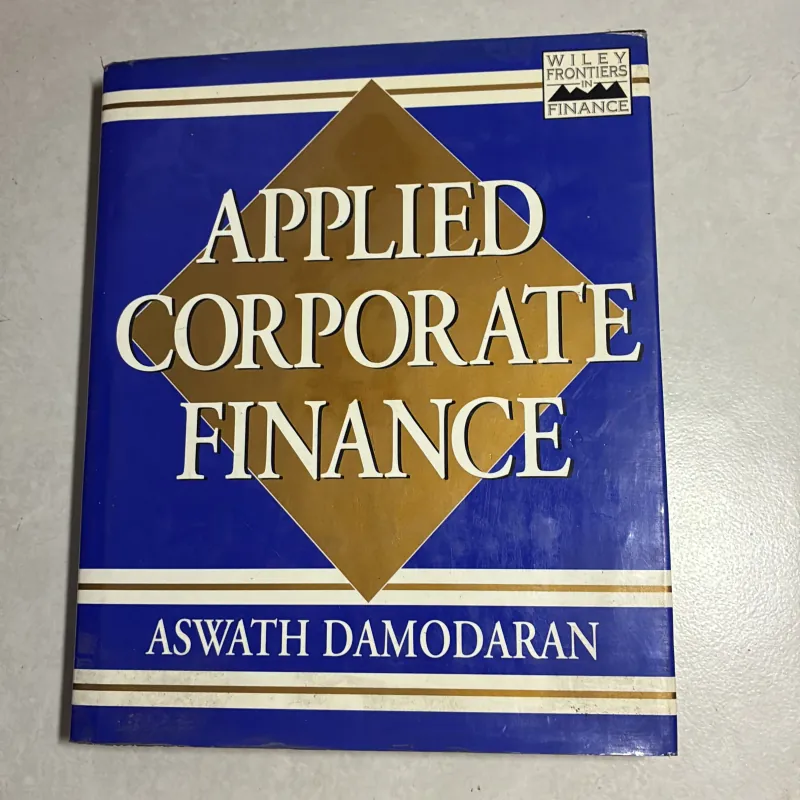 WILEY
FRONTIERS
IN
FINANCE
APPLIED
CORPORATE
FINANCE
ASWATH DAMODARAN